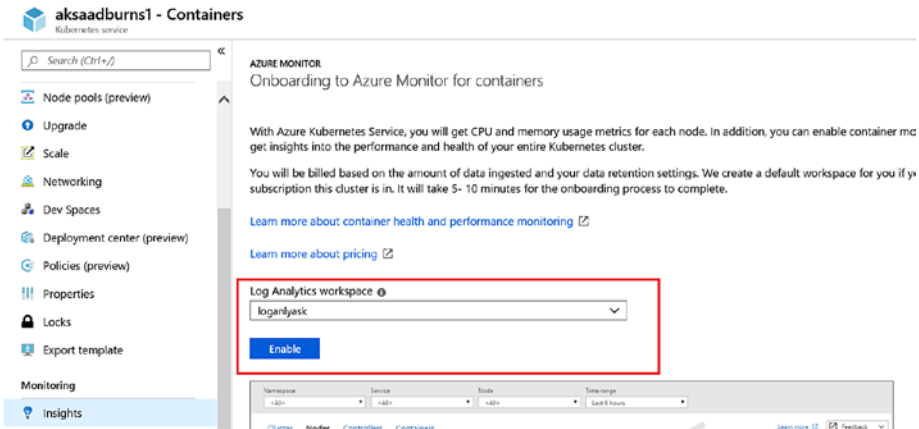 aksaadburns1 - Containers
Kubernetes service
Search (Ctrl+/)
«
Node pools (preview)
Upgrade
Scale
Networking
Dev Spaces
Deployment center (preview)
Policies (preview)
Properties
Locks
Export template
Monitoring
Insights
AZURE MONITOR
Onboarding to Azure Monitor for containers
With Azure Kubernetes Service, you will get CPU and memory usage metrics for each node. In addition, you can enable container mo
get insights into the performance and health of your entire Kubernetes cluster.
You will be billed based on the amount of data ingested and your data retention settings. We create a default workspace for you if yo
subscription this cluster is in. It will take 5- 10 minutes for the onboarding process to complete.
Learn more about container health and performance monitoring
Learn more about pricing
Log Analytics workspace
loganlyask
Enable
Namespace Service Node Time range
<All> <All> <All> Last 6 hours
Cluster Nodes Controllers Containers Learn more Feedback